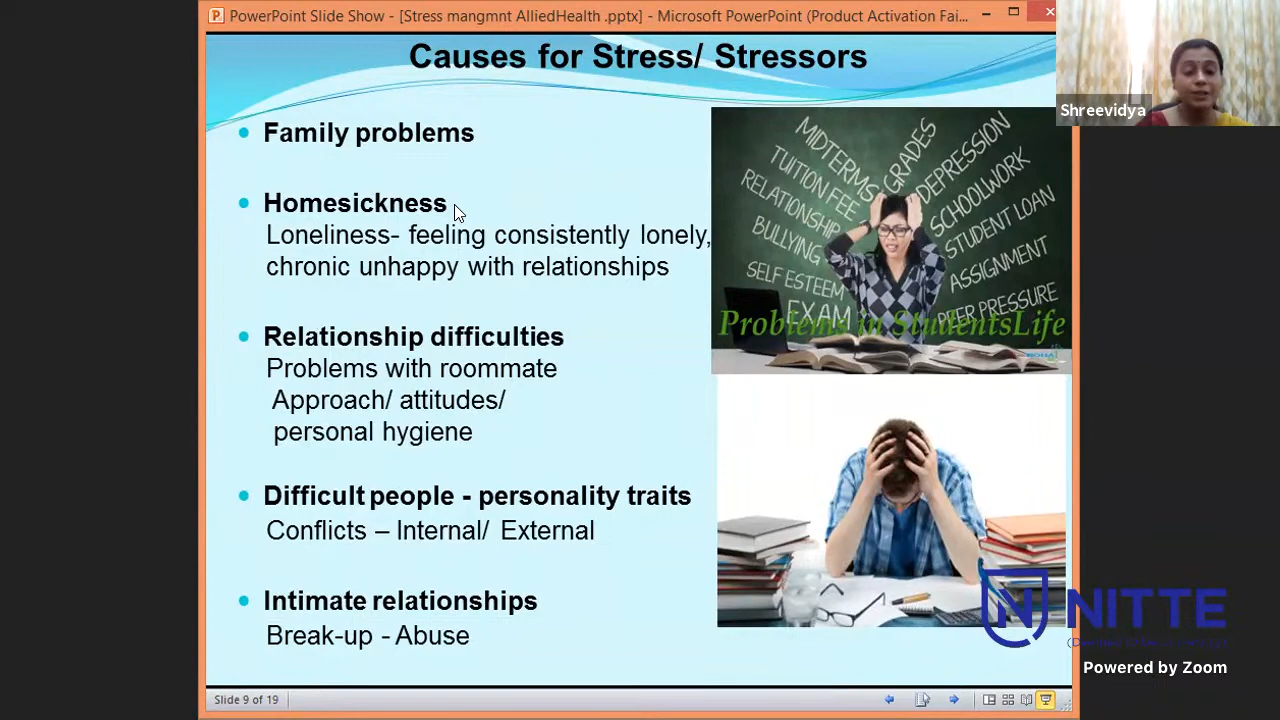 PowerPoint Slide Show - [Stress mangmnt AlliedHealth .pptx] - Microsoft PowerPoint (Product Activation Fai...
Causes for Stress/ Stressors
Shreevidya
• Family problems
• Homesickness
Loneliness- feeling consistently lonely,
chronic unhappy with relationships
• Relationship difficulties
Problems with roommate
Approach/ attitudes/
personal hygiene
• Difficult people - personality traits
Conflicts – Internal/ External
• Intimate relationships
Break-up - Abuse
MIDTERMS
GRADES
DEPRESSION
TUITION FEE
SCHOOLWORK
RELATIONSHIP
STUDENT LOAN
BULLYING
ASSIGNMENT
SELF ESTEEM
PEER PRESSURE
EXAM
Problems in StudentsLife
NITTE
Powered by Zoom
Slide 9 of 19